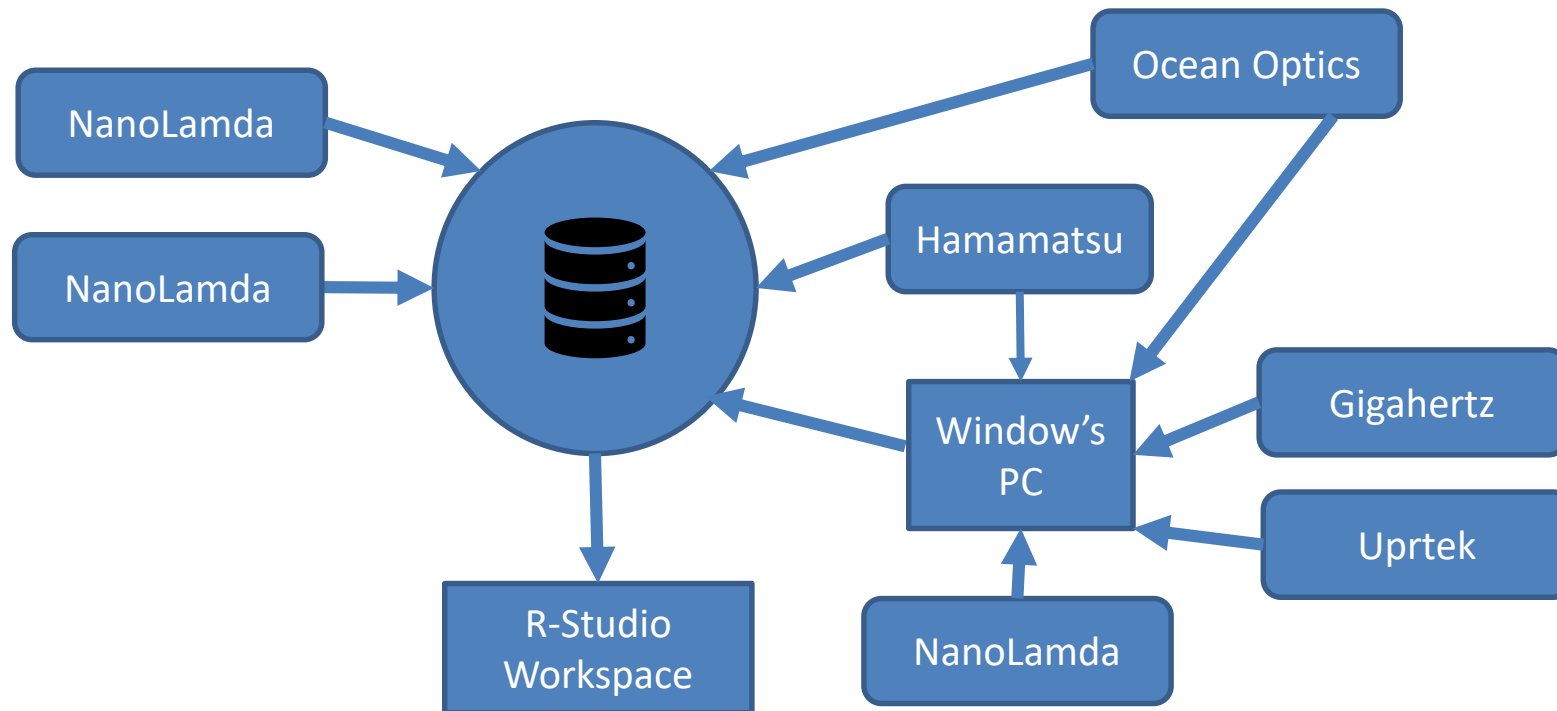 Ocean Optics
NanoLamda
Hamamatsu
NanoLamda
Gigahertz
Window’s
PC
Uprtek
R-Studio
Workspace
NanoLamda